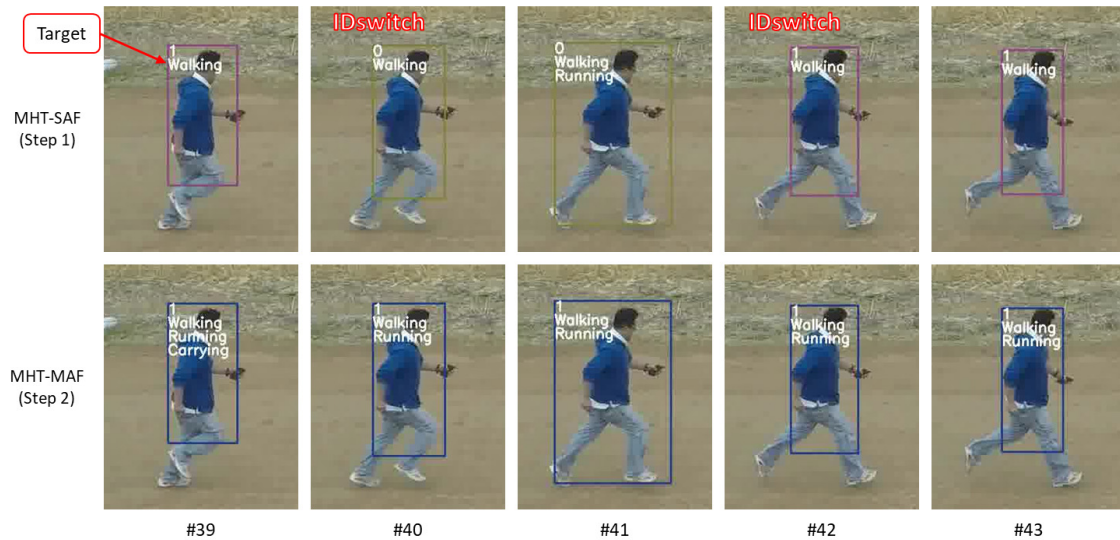 Target
IDswitch
IDswitch
MHT-SAF
(Step 1)
1
Walking
0
Walking
0
Walking
Running
1
Walking
1
Walking
MHT-MAF
(Step 2)
1
Walking
Running
Carrying
1
Walking
Running
1
Walking
Running
1
Walking
Running
1
Walking
Running
#39
#40
#41
#42
#43